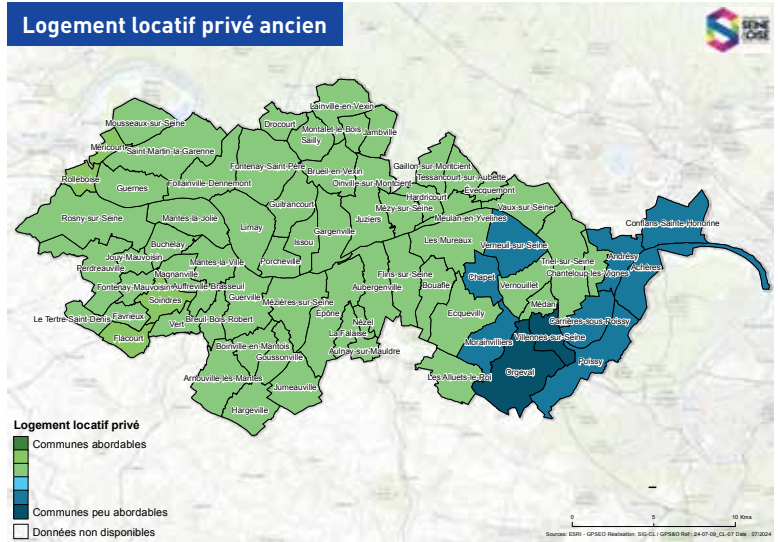 Logement locatif privé ancien
SEINE
&OISE
Lainville-en-Vexin
Mousseaux-sur-Seine
Drocourt
Montalet-le Bois
Jambville
Sailly
Méricourt
Saint-Martin-la-Garenne
Gaillon-sur-Montcient
Fontenay-Saint-Père
Brueil-en-Vexin
Tessancourt-sur-Aubette
Rolleboise
Follainville-Dennemont
Oinville-sur-Montcient
Evecquemont
Guernes
Hardricourt
Guitrancourt
Mézy-sur-Seine
Vaux-sur-Seine
Rosny-sur-Seine
Mantes-la-Jolie
Juziers
Meulan-en-Yvelines
Conflans-Sainte-Honorine
Limay
Gargenville
Issou
Les Mureaux
Verneuil-sur-Seine
Buchelay
Jouy-Mauvoisin
Mantes-la-Ville
Porcheville
Triel-sur-Seine
Andrésy
Perdreauville
Magnanville
Flins-sur-Seine
Chapet
Chanteloup-les-Vignes
Achères
Fontenay-Mauvoisin
Auffreville-Brasseuil
Aubergenville
Bouafle
Vernouillet
Soindres
Guerville
Mézières-sur-Seine
Médan
Le Tertre-Saint-Denis
Favrieux
Vert
Breuil-Bois-Robert
Épône
Nézel
Ecquevilly
Carrières-sous-Poissy
Flacourt
La Falaise
Morainvilliers
Villennes-sur-Seine
Boinville-en-Mantois
Aulnay-sur-Mauldre
Goussonville
Poissy
Arnouville-lès-Mantes
Jumeauville
Les Alluets-le-Roi
Orgeval
Hargeville
Logement locatif privé
Communes abordables
Communes peu abordables
Données non disponibles
0 5 10 Kms
Sources: ESRI - GPSEO Réalisation: SIG-CL / GPS&O Réf : 24-07-09_CL-07 Date : 07/2024